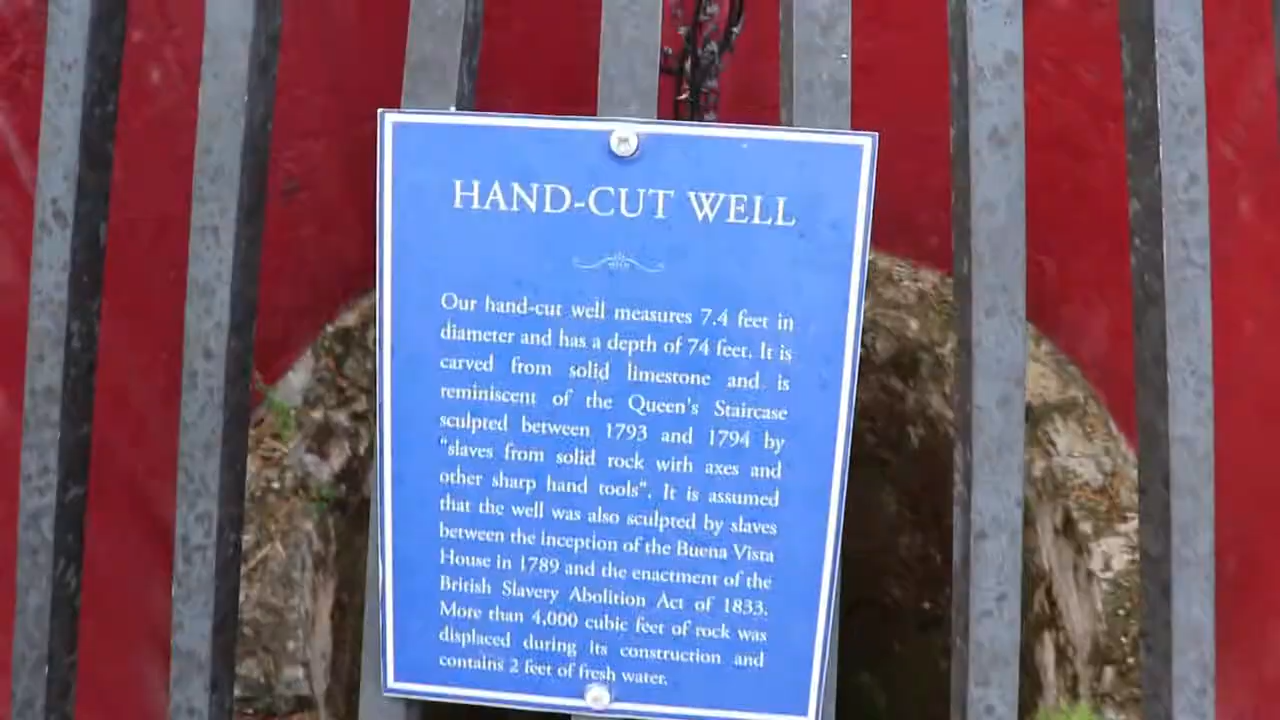 HAND-CUT WELL
Our hand-cut well measures 7.4 feet in
diameter and has a depth of 74 feet. It is
carved from solid limestone and is
reminiscent of the Queen's Staircase
sculpted between 1793 and 1794 by
"slaves from solid rock with axes and
other sharp hand tools". It is assumed
that the well was also sculpted by slaves
between the inception of the Buena Vista
House in 1789 and the enactment of the
British Slavery Abolition Act of 1833.
More than 4,000 cubic feet of rock was
displaced during its construction and
contains 2 feet of fresh water.